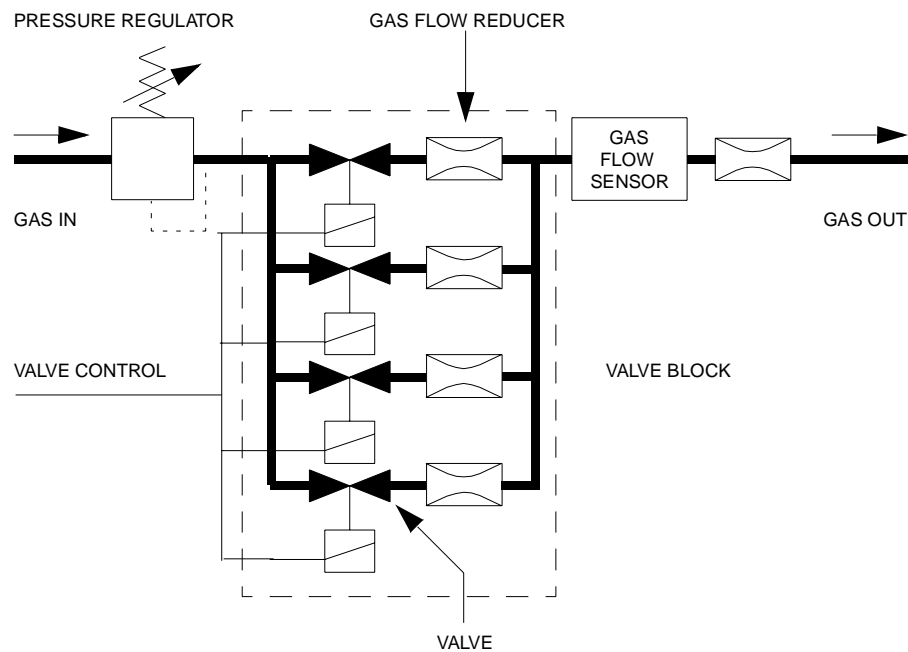 PRESSURE REGULATOR
GAS FLOW REDUCER
GAS
FLOW
SENSOR
GAS IN
GAS OUT
VALVE CONTROL
VALVE BLOCK
VALVE